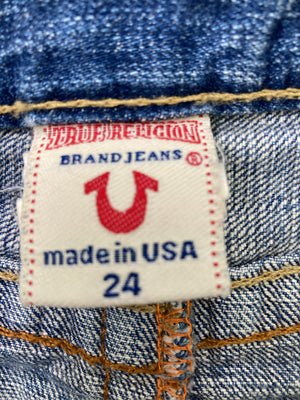 TRUE RELIGION
BRAND JEANS ®
made in USA
24